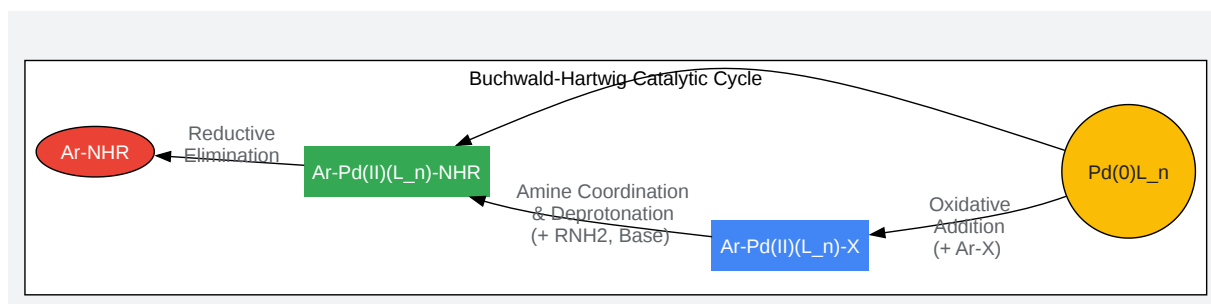 Buchwald-Hartwig Catalytic Cycle
Reductive
Elimination
Ar-NHR
Ar-Pd(II)(L_n)-NHR
Amine Coordination
& Deprotonation
(+ RNH2, Base)
Ar-Pd(II)(L_n)-X
Oxidative
Addition
(+ Ar-X)
Pd(0)L_n